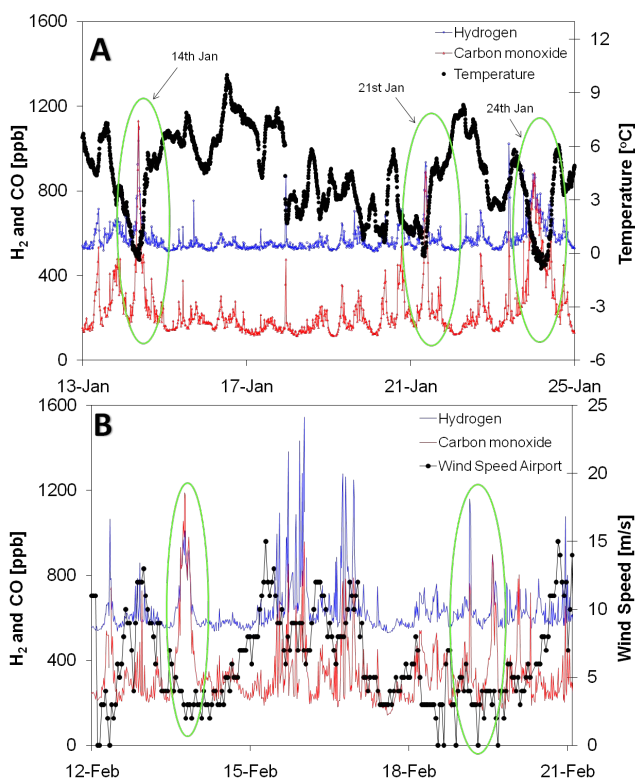 A
Hydrogen
Carbon monoxide
Temperature
14th Jan
21st Jan
24th Jan
1600
1200
800
600
400
0
H2 and CO [ppb]
12
9
6
3
0
-3
-6
Temperature [°C]
13-Jan 17-Jan 21-Jan 25-Jan
B
Hydrogen
Carbon monoxide
Wind Speed Airport
1600
1200
800
600
400
0
H2 and CO [ppb]
25
20
15
10
5
0
Wind Speed [m/s]
12-Feb 15-Feb 18-Feb 21-Feb